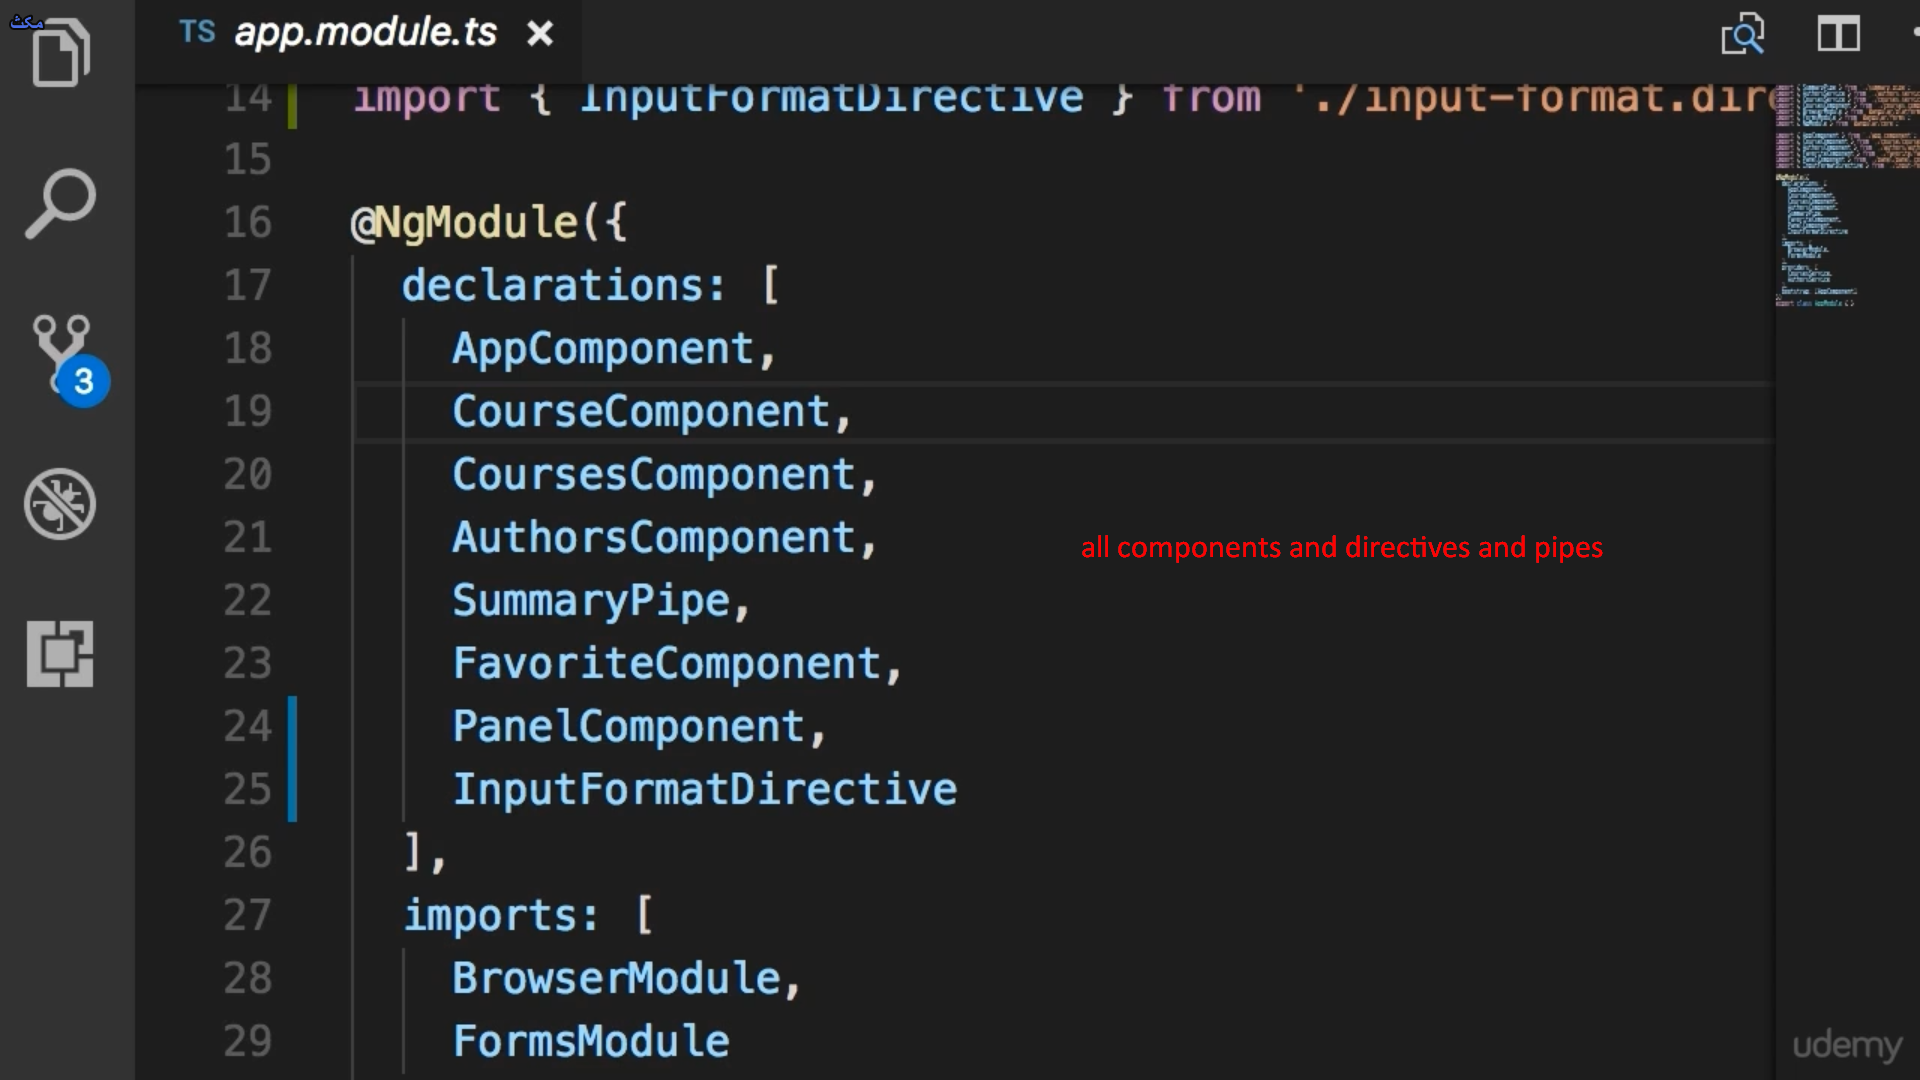 مكث
TS app.module.ts
14 import { InputFormatDirective } from './input-format.dire
15
16 @NgModule({
17 declarations: [
18 AppComponent,
19 CourseComponent,
20 CoursesComponent,
21 AuthorsComponent,
all components and directives and pipes
22 SummaryPipe,
23 FavoriteComponent,
24 PanelComponent,
25 InputFormatDirective
26 ],
27 imports: [
28 BrowserModule,
29 FormsModule
3
udemy